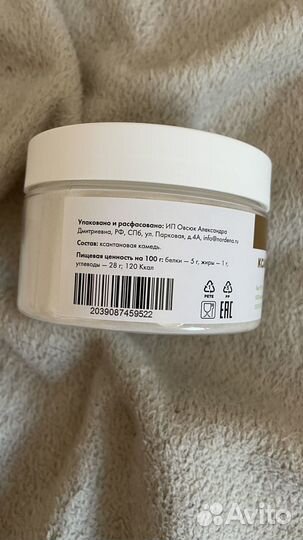 Упаковано и расфасовано: ИП Овсюк Александра
Дмитриевна, РФ, СПб, ул. Парковая, д.4А, info@nordena.ru
Состав: ксантановая камедь.
Пищевая ценность на 100 г: белки — 5 г, жиры — 1 г,
углеводы — 28 г; 120 Ккал
PETE PP
EAC
2039087459522
Avito